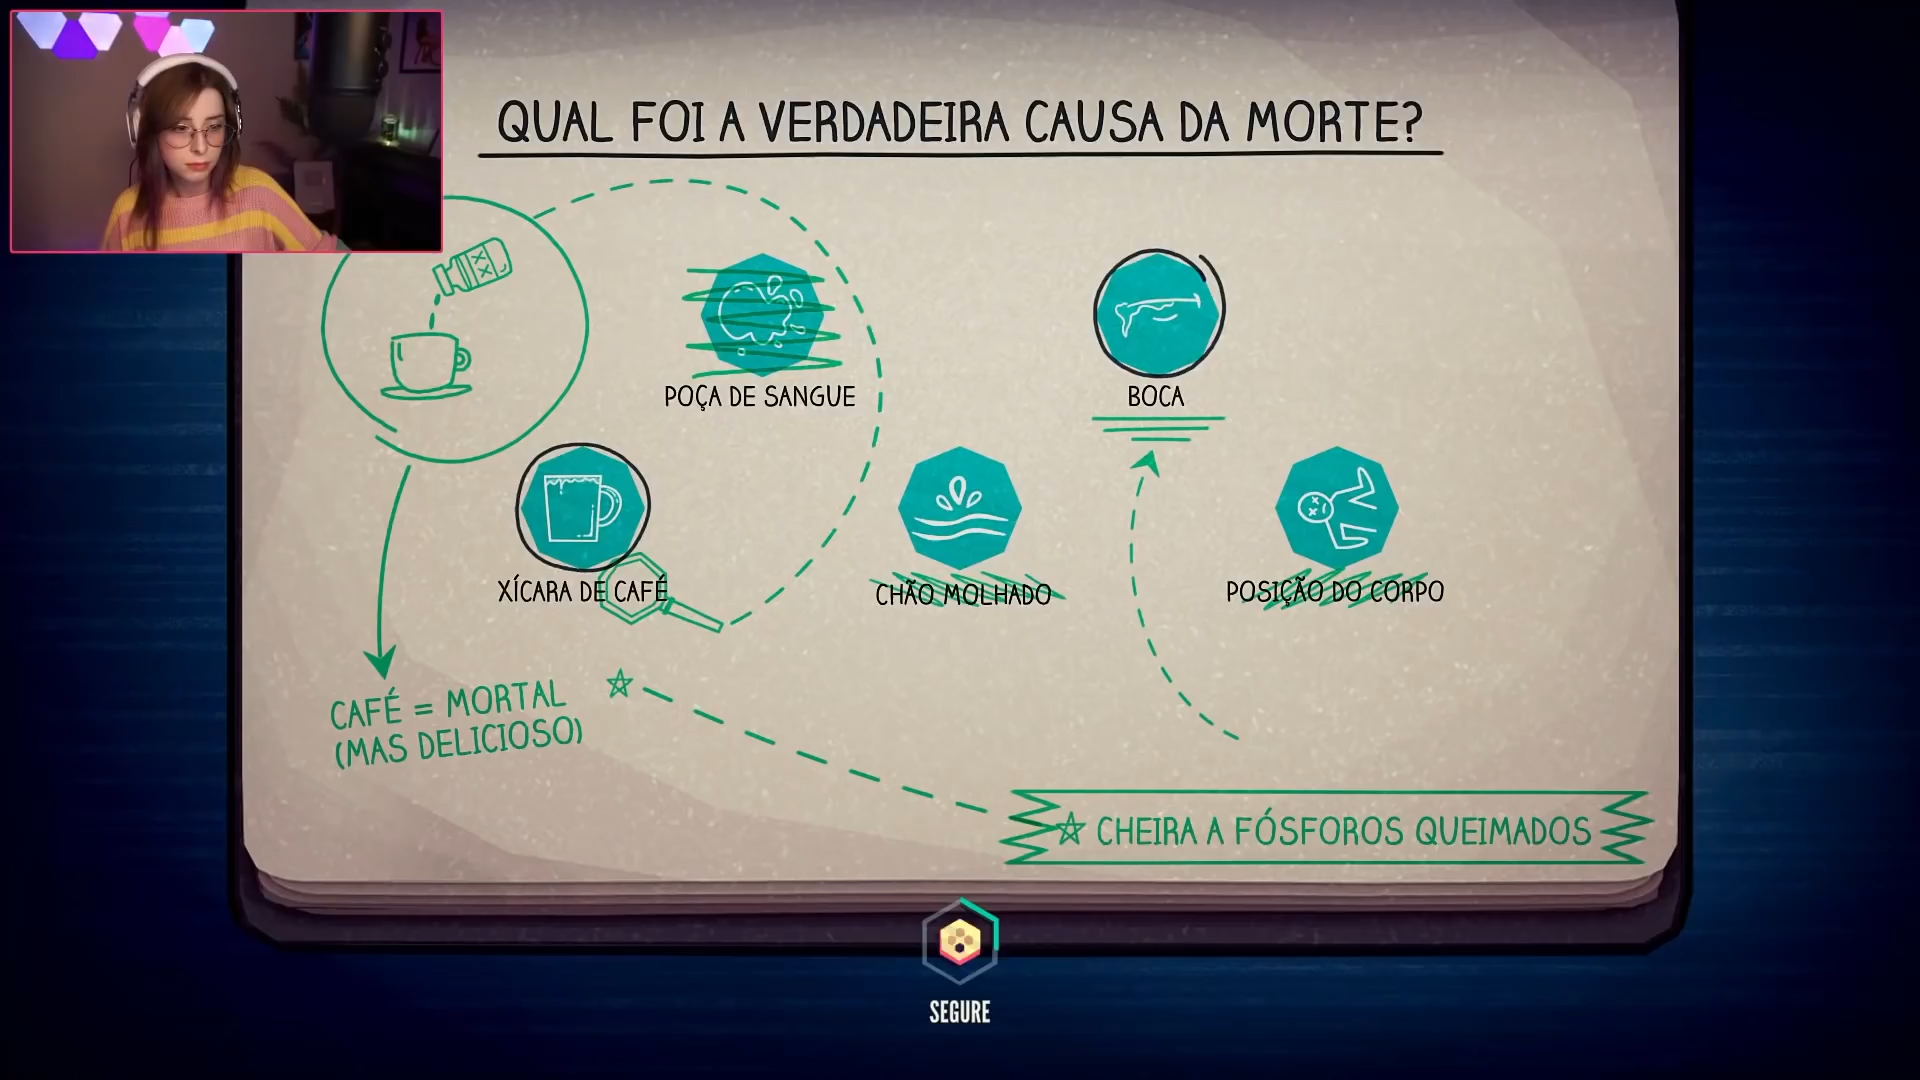 QUAL FOI A VERDADEIRA CAUSA DA MORTE?
POÇA DE SANGUE
BOCA
XÍCARA DE CAFÉ
CHÃO MOLHADO
POSIÇÃO DO CORPO
CAFÉ = MORTAL
(MAS DELICIOSO)
CHEIRA A FÓSFOROS QUEIMADOS
SEGURE